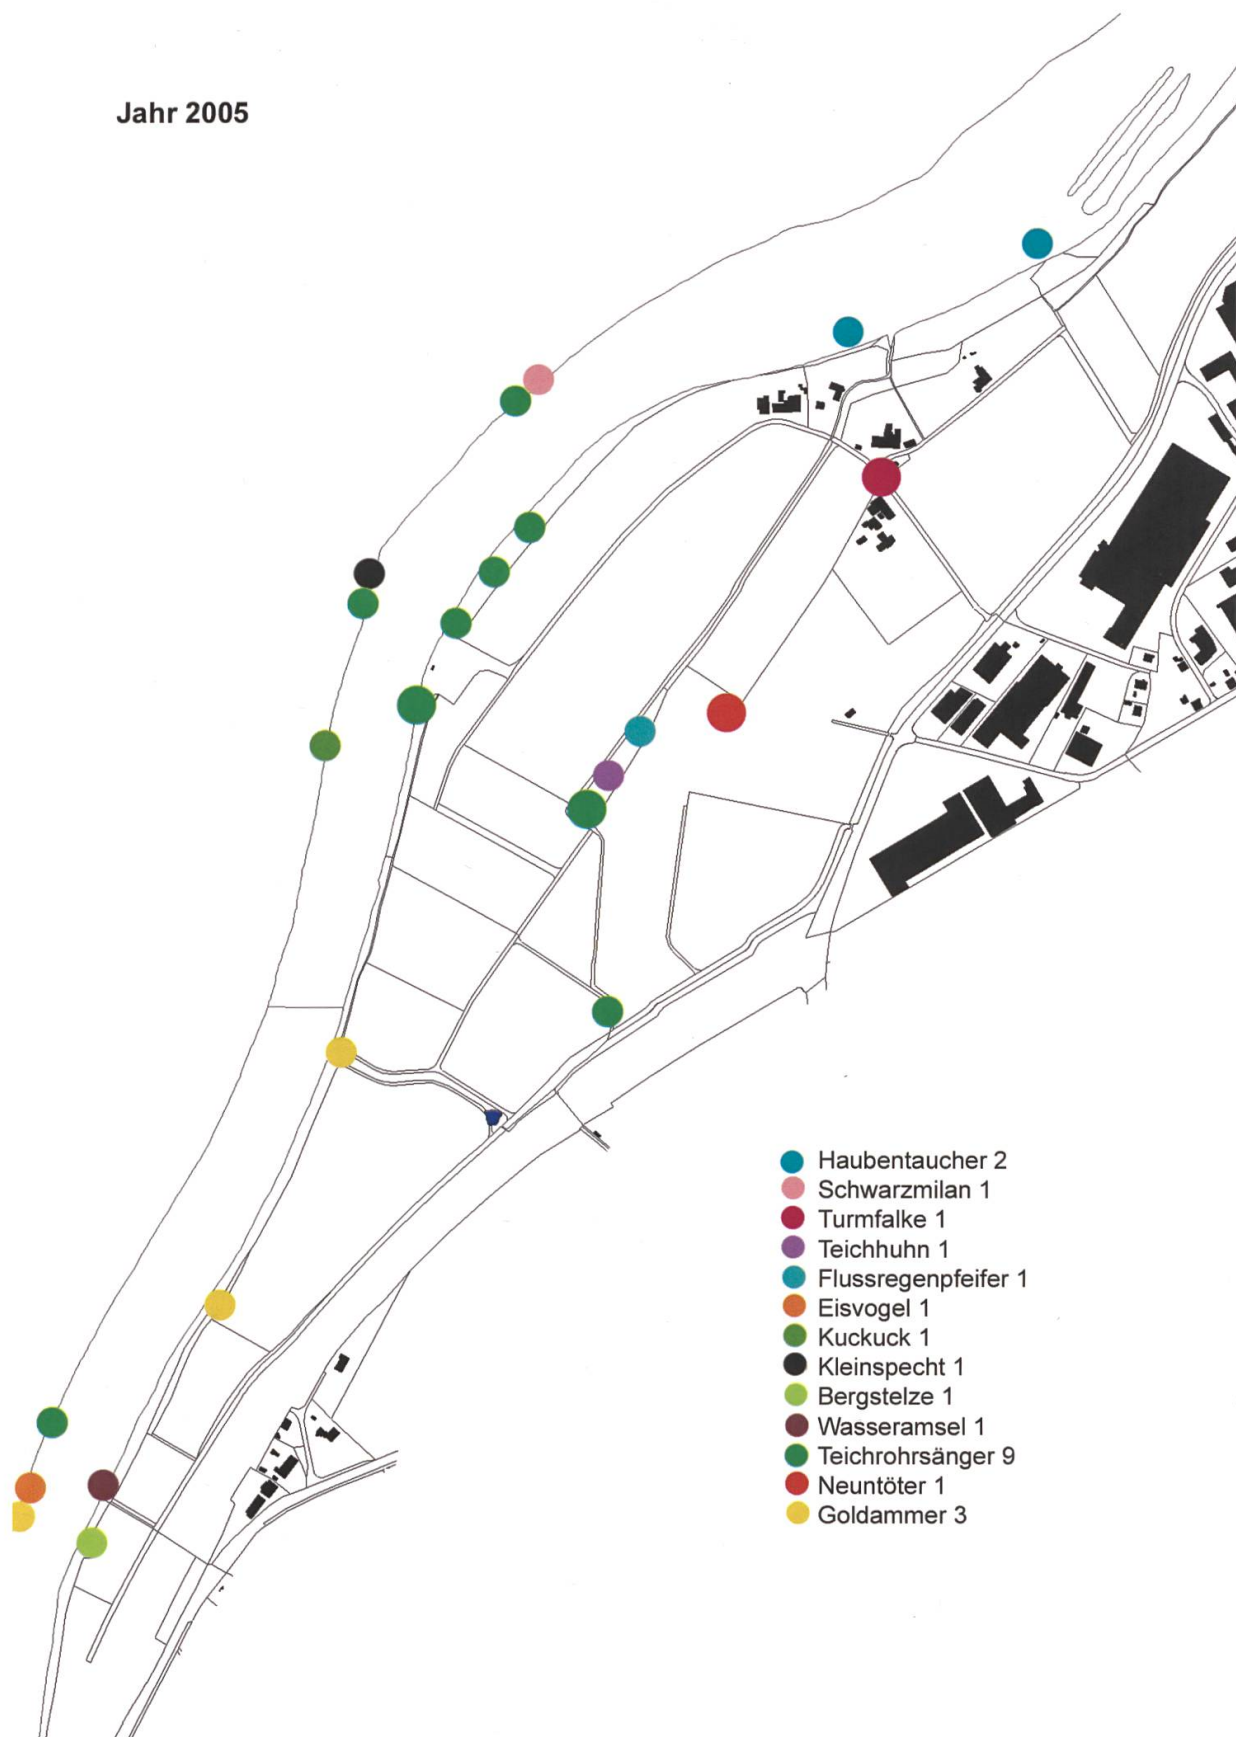 Jahr 2005
Haubentaucher 2
Schwarzmilan 1
Turmfalke 1
Teichhuhn 1
Flussregenpfeifer 1
Eisvogel 1
Kuckuck 1
Kleinspecht 1
Bergstelze 1
Wasseramsel 1
Teichrohrsänger 9
Neuntöter 1
Goldammer 3